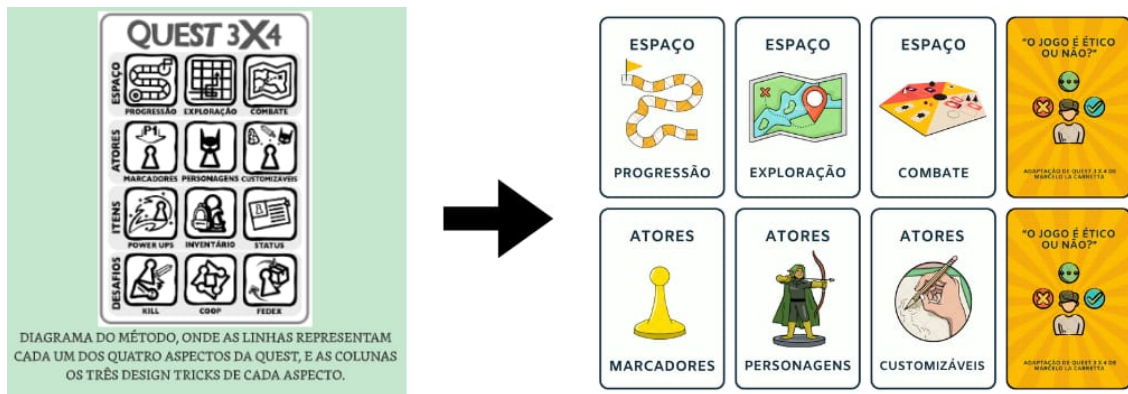 QUEST 3X4
ESPAÇO
PROGRESSÃO EXPLORAÇÃO COMBATE
ATORES
P1
MARCADORES PERSONAGENS CUSTOMIZÁVEIS
ITENS
POWER UPS INVENTÁRIO STATUS
DESAFIOS
KILL COOP FEDEX
DIAGRAMA DO MÉTODO, ONDE AS LINHAS REPRESENTAM
CADA UM DOS QUATRO ASPECTOS DA QUEST, E AS COLUNAS
OS TRÊS DESIGN TRICKS DE CADA ASPECTO.
ESPAÇO
PROGRESSÃO
ESPAÇO
EXPLORAÇÃO
ESPAÇO
COMBATE
"O JOGO É ÉTICO
OU NÃO?"
ADAPTAÇÃO DE QUEST 3 X 4 DE
MARCELO LA CARRETTA
ATORES
MARCADORES
ATORES
PERSONAGENS
ATORES
CUSTOMIZÁVEIS
"O JOGO É ÉTICO
OU NÃO?"
ADAPTAÇÃO DE QUEST 3 X 4 DE
MARCELO LA CARRETTA